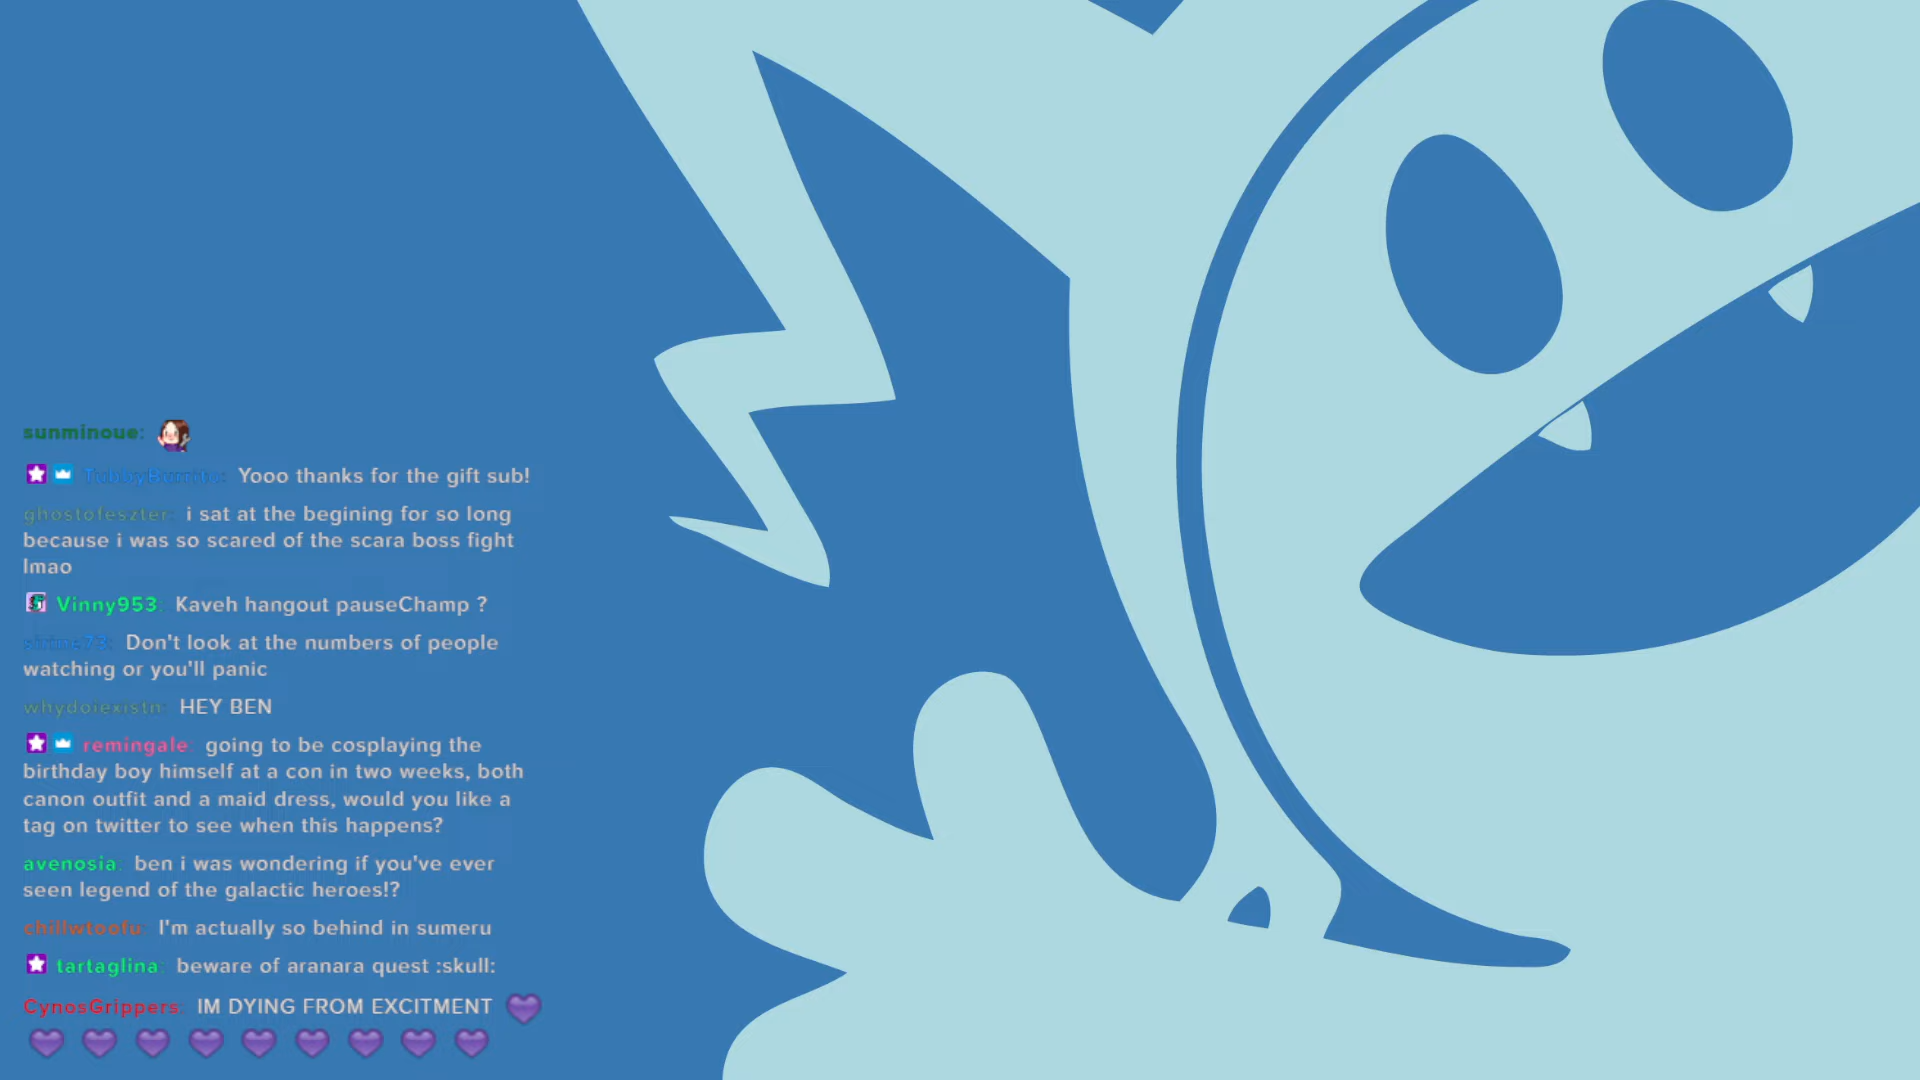 sunminoue:
TubbyBurrito: Yooo thanks for the gift sub!
ghostofeszter: i sat at the begining for so long
because i was so scared of the scara boss fight
lmao
Vinny953: Kaveh hangout pauseChamp ?
Don't look at the numbers of people
watching or you'll panic
whydoiexistn: HEY BEN
remingale: going to be cosplaying the
birthday boy himself at a con in two weeks, both
canon outfit and a maid dress, would you like a
tag on twitter to see when this happens?
avenosia: ben i was wondering if you've ever
seen legend of the galactic heroes!?
chillwtoofu: I'm actually so behind in sumeru
tartaglina: beware of aranara quest :skull:
CynosGrippers: IM DYING FROM EXCITMENT